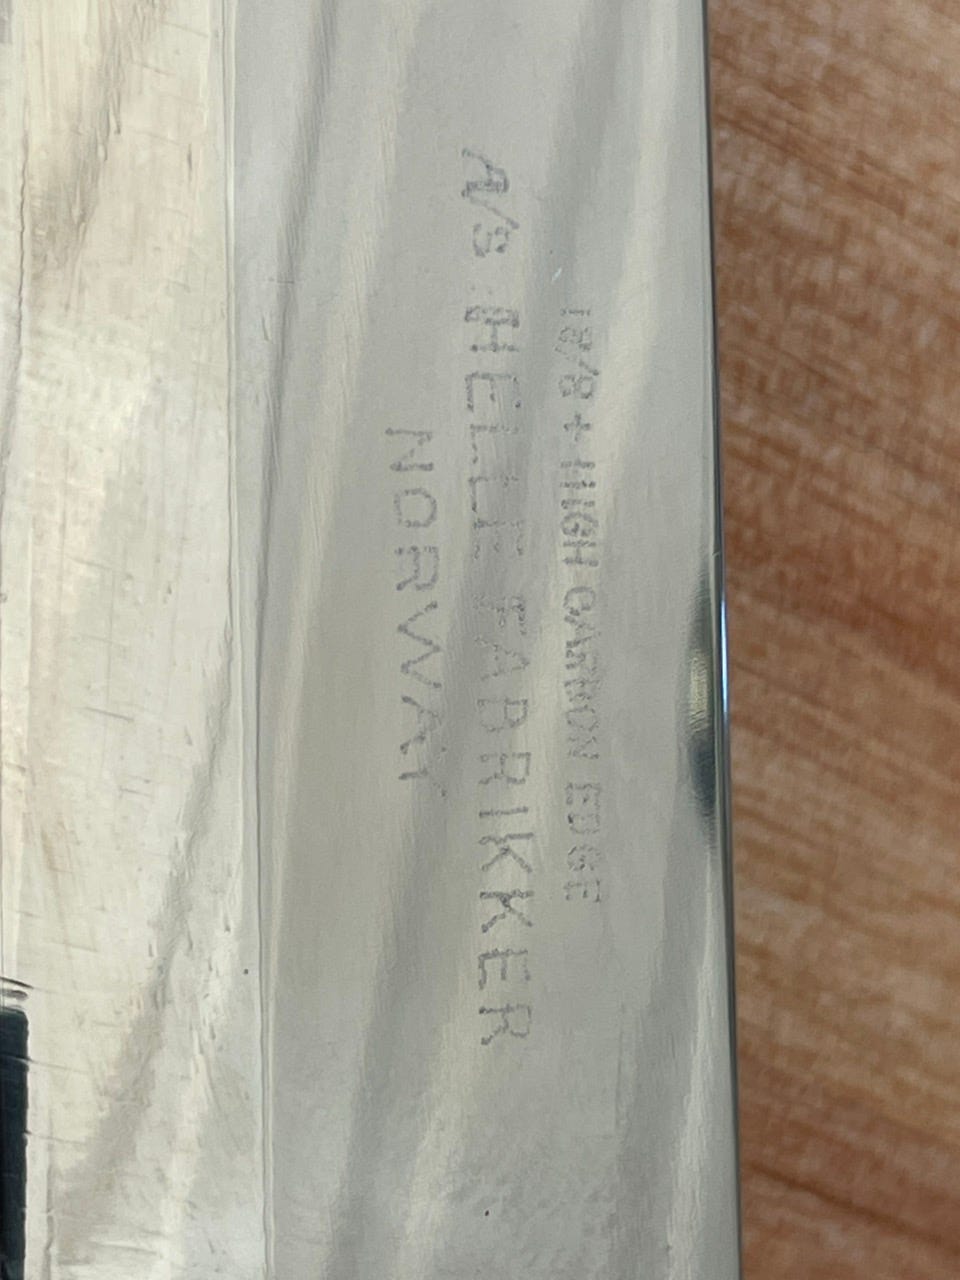 18/8 + HIGH CARBON EDGE
A/S HELLE FABRIKKER
NORWAY